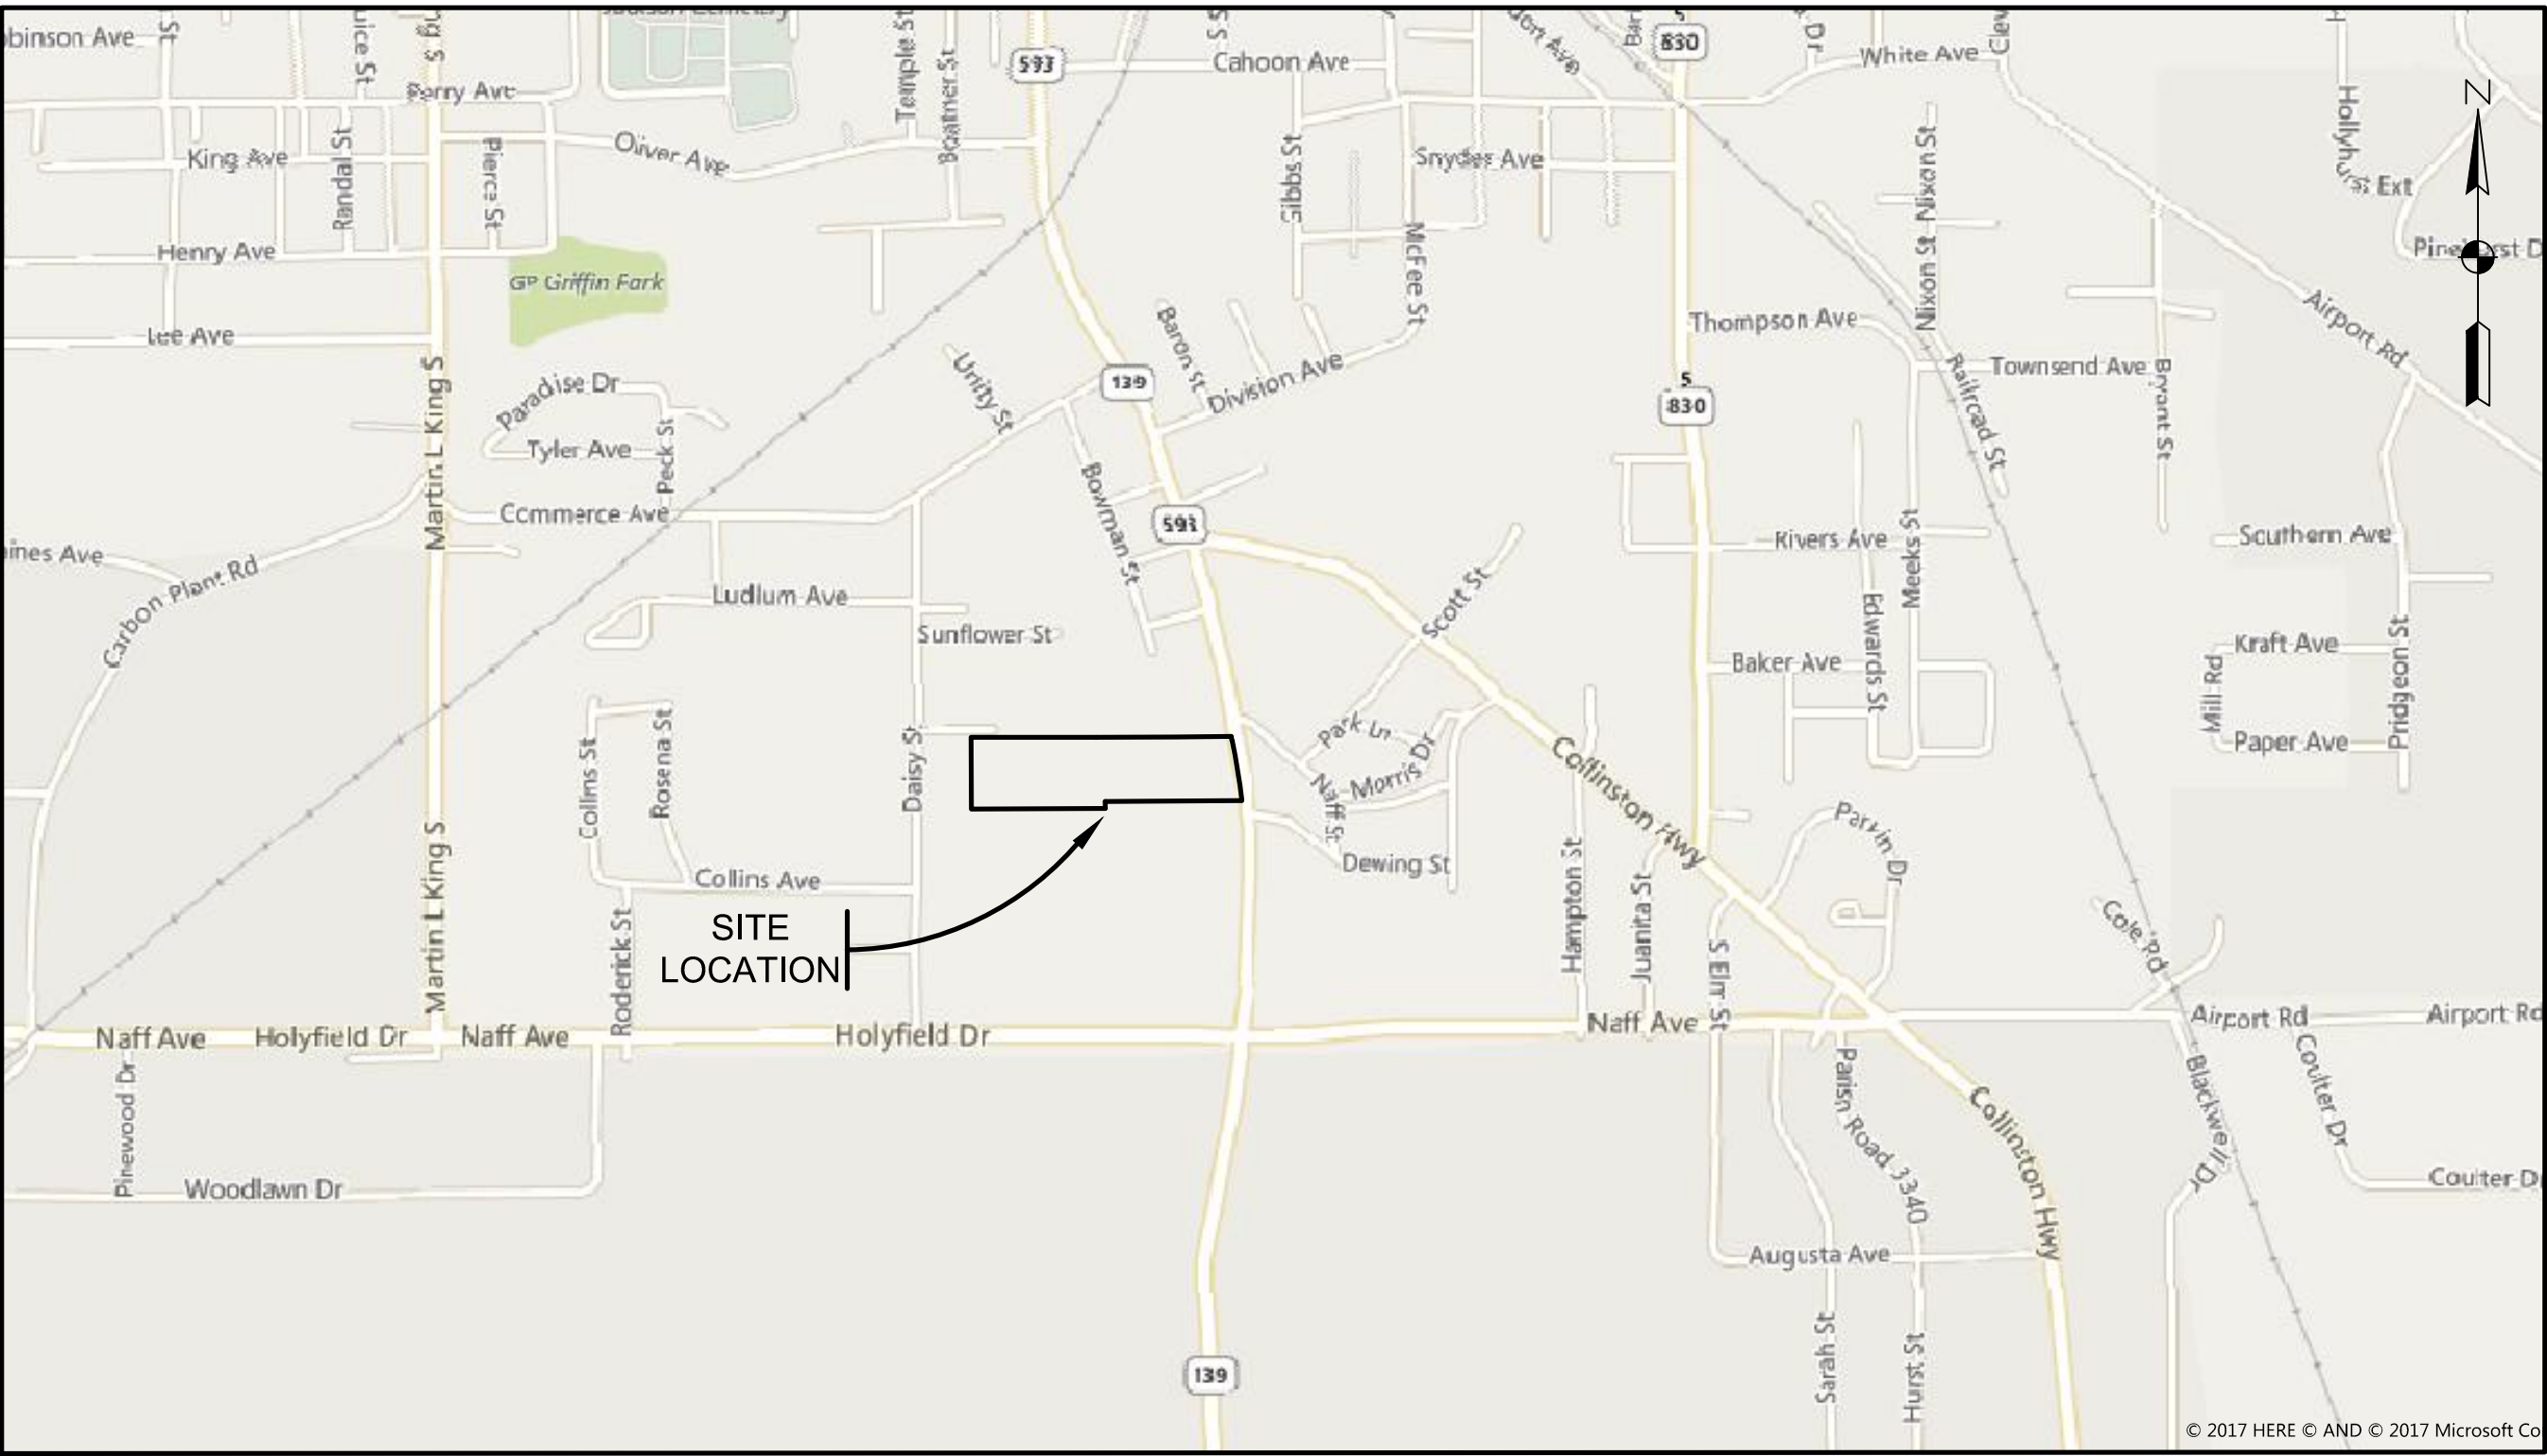 binson Ave
Temple St
Boatner St
593
Cahoon Ave
830
White Ave
Perry Ave
King Ave
Randal St
Pierce St
Oliver Ave
Gibbs St
Snyder Ave
Nixon St
Nixon St
N
Henry Ave
GP Griffin Park
McFee St
Lee Ave
Baron St
Thompson Ave
Airport Rd
Martin L King S
Paradise Dr
Unity St
139
Division Ave
5
830
Railroad St
Townsend Ave
Bryant St
Tyler Ave
Peck St
Commerce Ave
Bowman St
593
Rivers Ave
Meeks St
Southern Ave
ines Ave
Carbon Plant Rd
Ludlum Ave
Sunflower St
Scott St
Edwards St
Baker Ave
Kraft Ave
Mill Rd
Pridgeon St
Paper Ave
Collins St
Rosena St
Daisy St
Park Ln
Morris Dr
Naff St
Collinston Hwy
Dewing St
Parkin Dr
Collins Ave
Martin L King S
Roderick St
SITE
LOCATION
Hampton St
Juanita St
S Elm St
Cole Rd
Naff Ave
Holyfield Dr
Naff Ave
Holyfield Dr
Naff Ave
Airport Rd
Airport Rd
Pinewood Dr
Woodlawn Dr
Parish Road 3340
Collinston Hwy
Blackwell Dr
Coulter Dr
Coulter D
Augusta Ave
Sarah St
Hurst St
139
© 2017 HERE © AND © 2017 Microsoft Co